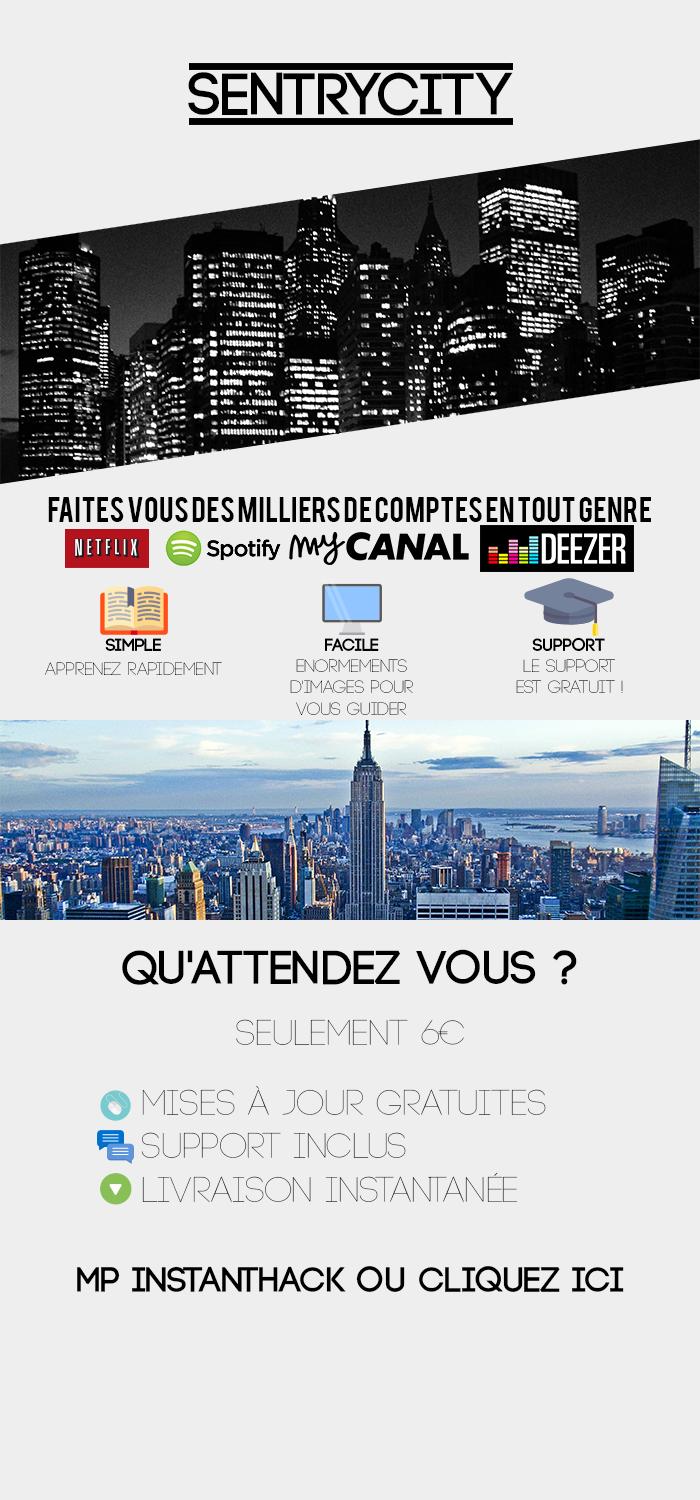 SENTRYCITY
FAITES VOUS DES MILLIERS DE COMPTES EN TOUT GENRE
NETFLIX Spotify my CANAL DEEZER
SIMPLE FACILE SUPPORT
APPRENEZ RAPIDEMENT ENORMEMENTS LE SUPPORT
D'IMAGES POUR EST GRATUIT !
VOUS GUIDER
QU'ATTENDEZ VOUS ?
SEULEMENT 6€
MISES À JOUR GRATUITES
SUPPORT INCLUS
LIVRAISON INSTANTANÉE
MP INSTANTHACK OU CLIQUEZ ICI